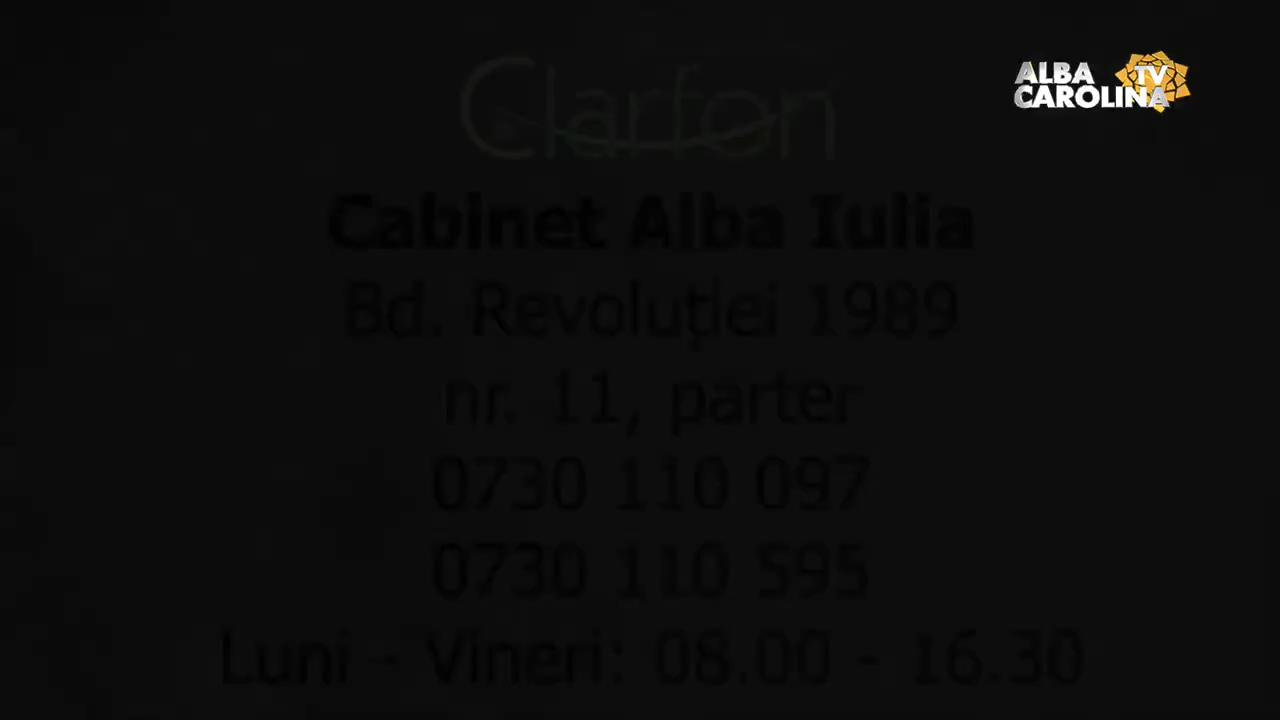 Clarfon
ALBA TV
CAROLINA
Cabinet Alba Iulia
Bd. Revoluţiei 1989
nr. 11, parter
0730 110 097
0730 110 595
Luni - Vineri: 08.00 - 16.30